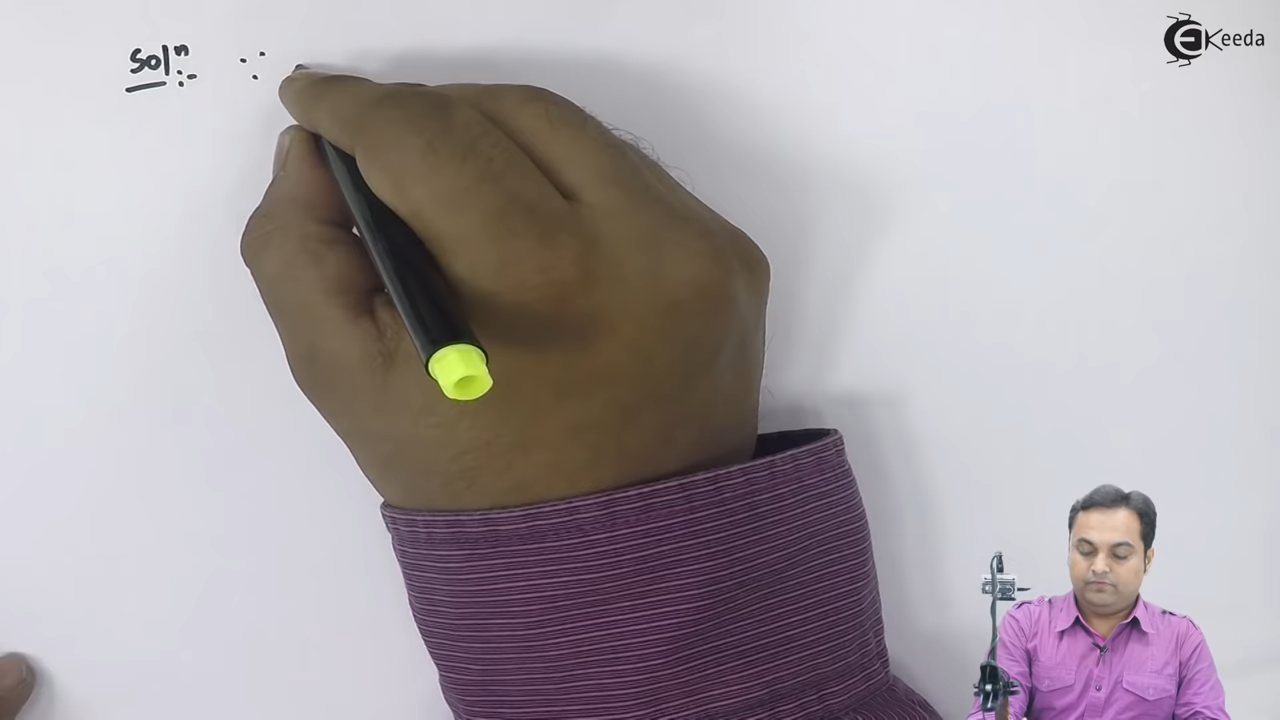 Solⁿ :- ∵
EKeeda